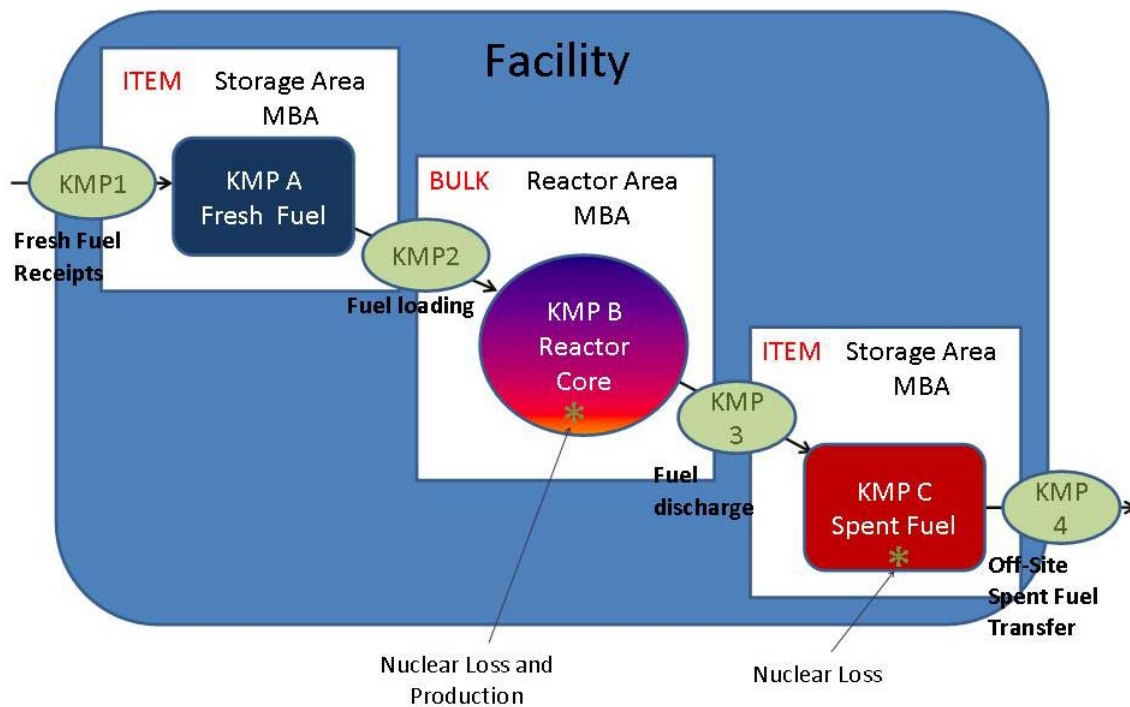 Facility
ITEM Storage Area
MBA
KMP1
KMP A
Fresh Fuel
Fresh Fuel
Receipts
KMP2
Fuel loading
BULK Reactor Area
MBA
KMP B
Reactor
Core
*
KMP
3
Fuel
discharge
ITEM Storage Area
MBA
KMP C
Spent Fuel
*
KMP
4
Off-Site
Spent Fuel
Transfer
Nuclear Loss and
Production
Nuclear Loss